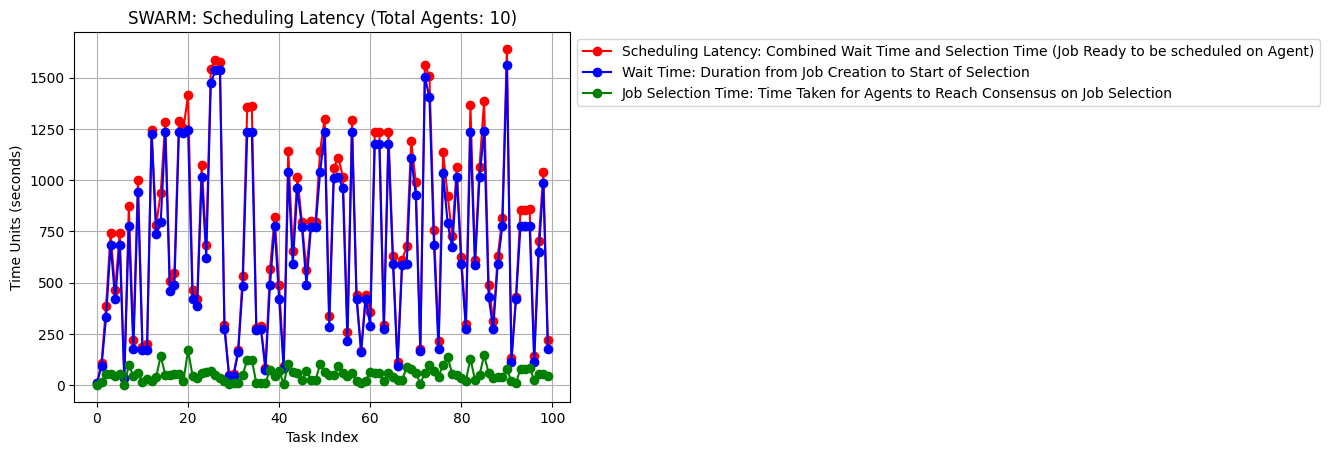 SWARM: Scheduling Latency (Total Agents: 10)
Scheduling Latency: Combined Wait Time and Selection Time (Job Ready to be scheduled on Agent)
Wait Time: Duration from Job Creation to Start of Selection
Job Selection Time: Time Taken for Agents to Reach Consensus on Job Selection
Time Units (seconds)
1500
1250
1000
750
500
250
0
0 20 40 60 80 100
Task Index